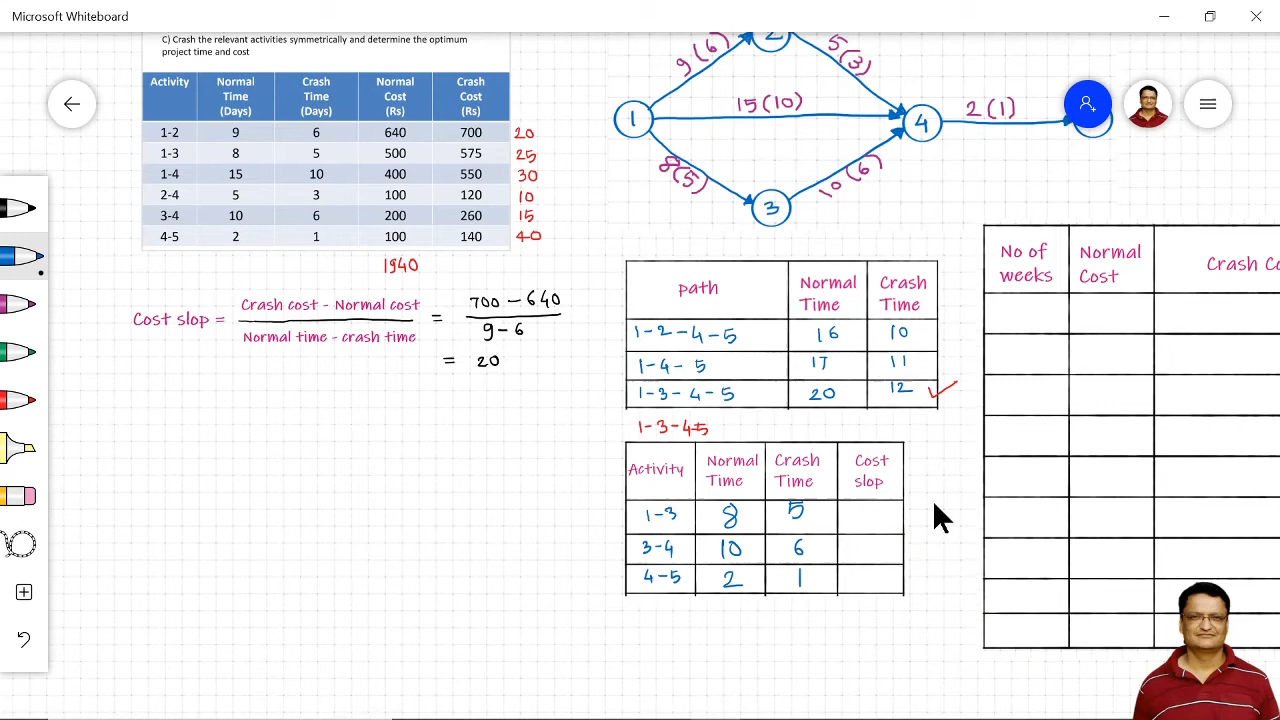 Microsoft Whiteboard
C) Crash the relevant activities symmetrically and determine the optimum
project time and cost
Activity Normal Time (Days) Crash Time (Days) Normal Cost (Rs) Crash Cost (Rs)
1-2 9 6 640 700 20
1-3 8 5 500 575 25
1-4 15 10 400 550 30
2-4 5 3 100 120 10
3-4 10 6 200 260 15
4-5 2 1 100 140 40
1940
Cost slop = Crash cost - Normal cost = 700 - 640
Normal time - crash time 9 - 6
= 20
2
9 (6)
5 (3)
15 (10)
1
4
2 (1)
8 (5)
10 (6)
3
path Normal Time Crash Time
1-2-4-5 16 10
1-4-5 17 11
1-3-4-5 20 12 ✓
1-3-45
Activity Normal Time Crash Time Cost slop
1-3 8 5
3-4 10 6
4-5 2 1
No of weeks Normal Cost Crash Co